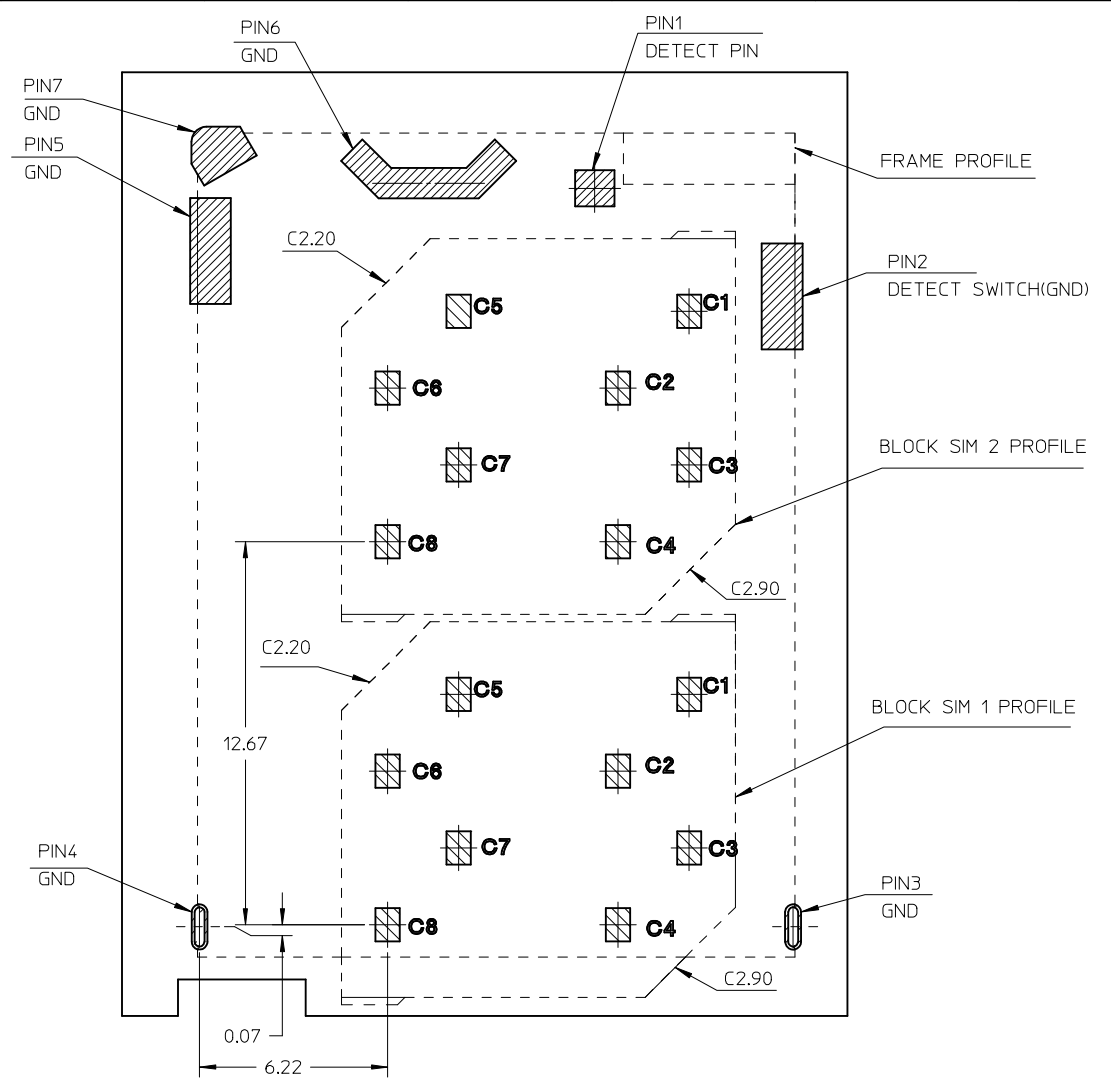 PIN6
GND
PIN1
DETECT PIN
PIN7
GND
PIN5
GND
FRAME PROFILE
C2.20
PIN2
DETECT SWITCH(GND)
C5
C1
C6
C2
C7
C3
BLOCK SIM 2 PROFILE
C8
C4
C2.90
C2.20
C5
C1
BLOCK SIM 1 PROFILE
12.67
C6
C2
C7
C3
PIN4
GND
PIN3
GND
C8
C4
C2.90
0.07
6.22